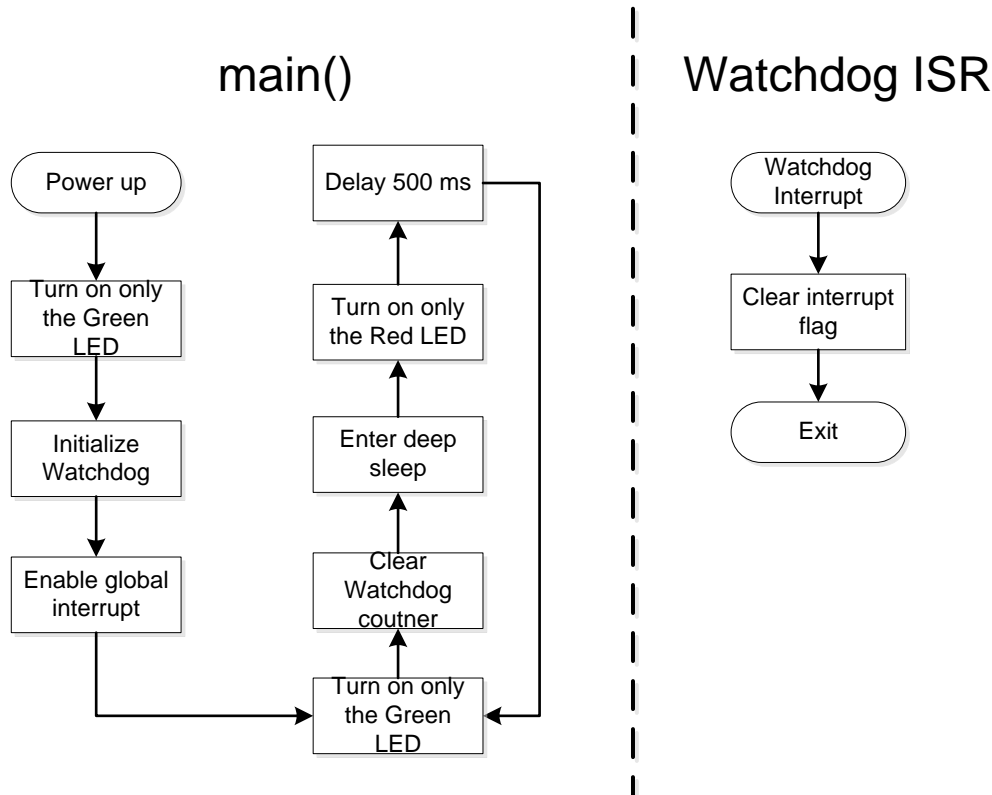 main()
Power up
Turn on only
the Green
LED
Initialize
Watchdog
Enable global
interrupt
Delay 500 ms
Turn on only
the Red LED
Enter deep
sleep
Clear
Watchdog
coutner
Turn on only
the Green
LED
Watchdog ISR
Watchdog
Interrupt
Clear interrupt
flag
Exit